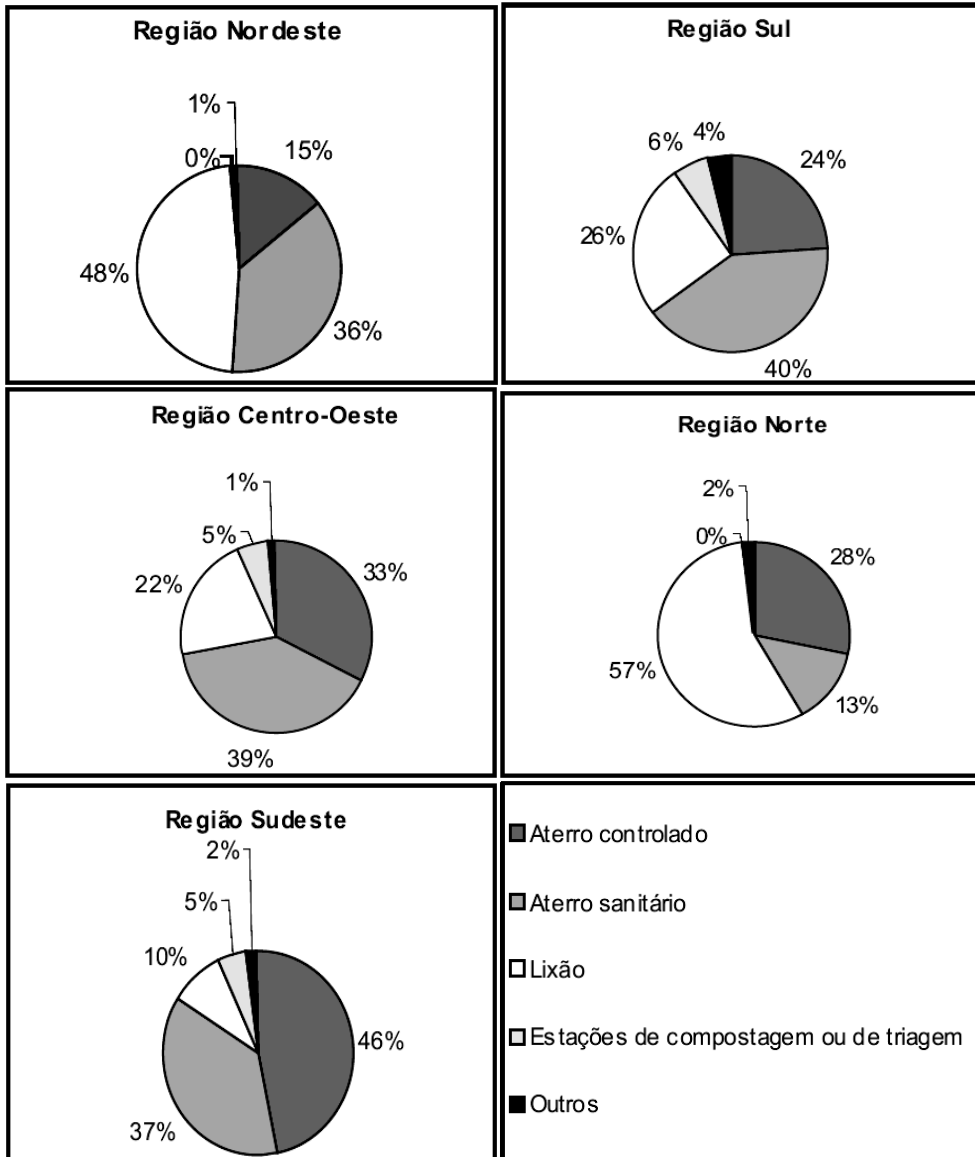 Região Nordeste
1%
0%
15%
48%
36%
Região Sul
4%
6%
24%
26%
40%
Região Centro-Oeste
1%
5%
33%
22%
39%
Região Norte
2%
0%
28%
57%
13%
Região Sudeste
2%
5%
10%
46%
37%
Aterro controlado
Aterro sanitário
Lixão
Estações de compostagem ou de triagem
Outros